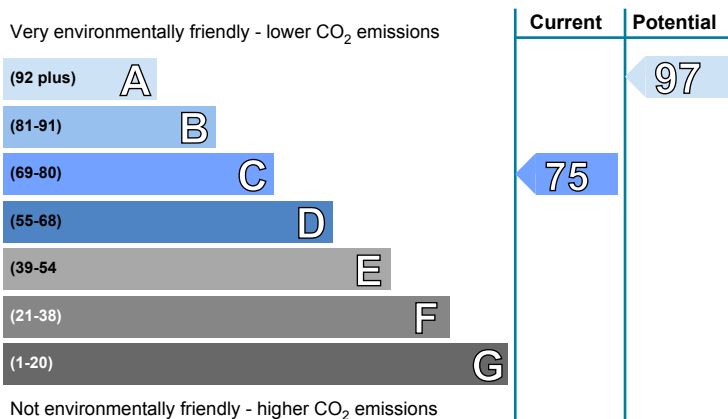 Very environmentally friendly - lower CO2 emissions
Current
Potential
(92 plus) A
97
(81-91) B
(69-80) C
75
(55-68) D
(39-54 E
(21-38) F
(1-20) G
Not environmentally friendly - higher CO2 emissions